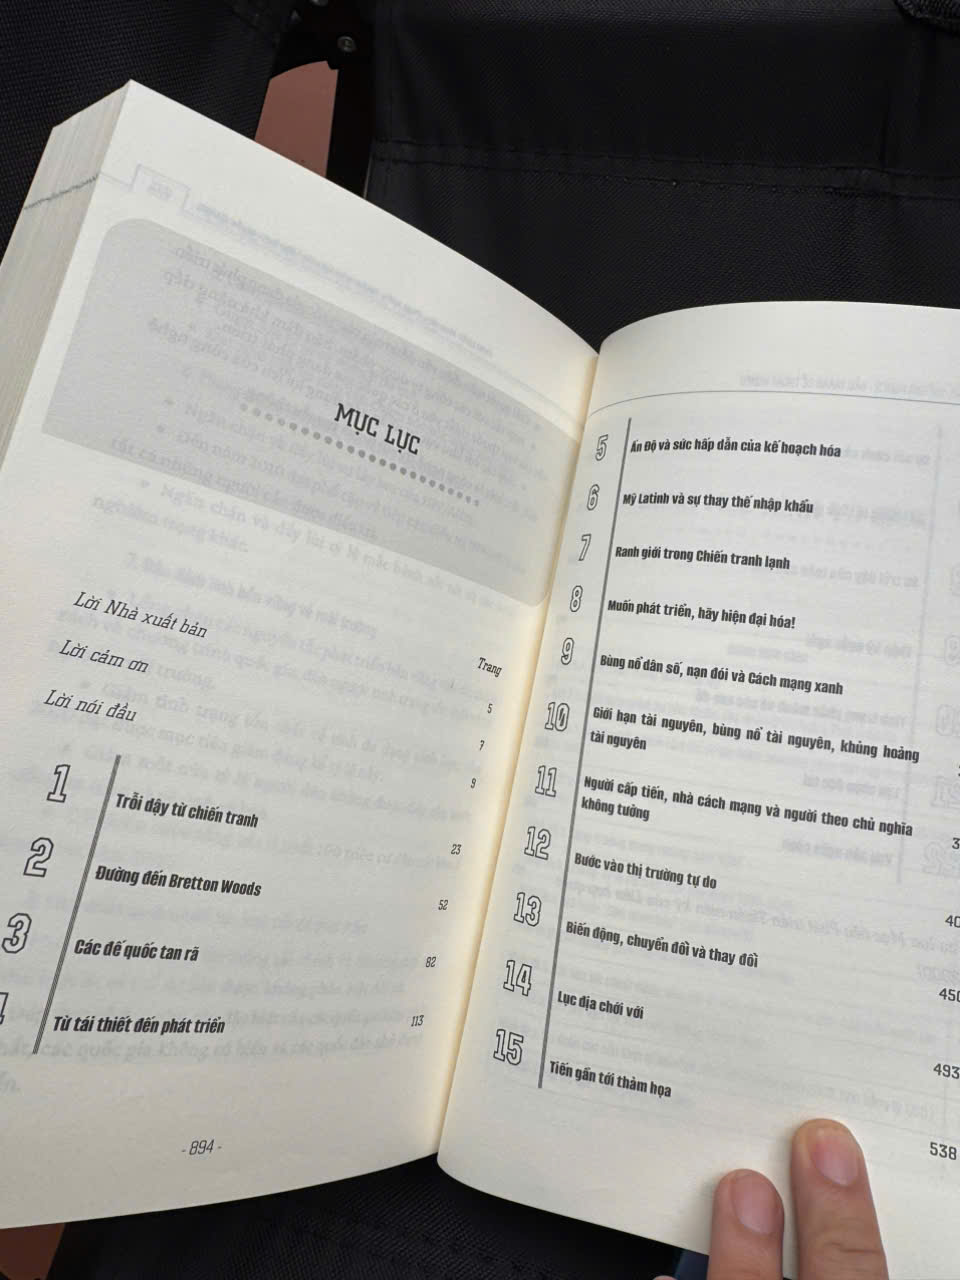 MỤC LỤC
Trang
Lời Nhà xuất bản
5
Lời cảm ơn
7
Lời nói đầu
9
1 Trỗi dậy từ chiến tranh
23
2 Đường đến Bretton Woods
52
3 Các đế quốc tan rã
82
Từ tái thiết đến phát triển
113
- 894 -
5 Ấn Độ và sức hấp dẫn của kế hoạch hóa
6 Mỹ Latinh và sự thay thế nhập khẩu
7 Ranh giới trong Chiến tranh lạnh
8 Muốn phát triển, hãy hiện đại hóa!
9 Bùng nổ dân số, nạn đói và Cách mạng xanh
10 Giới hạn tài nguyên, bùng nổ tài nguyên, khủng hoảng
tài nguyên
11 Người cấp tiến, nhà cách mạng và người theo chủ nghĩa
không tưởng
12 Bước vào thị trường tự do
13 Biến động, chuyển đổi và thay đổi
450
14 Lục địa chới với
493
15 Tiến gần tới thảm họa
538